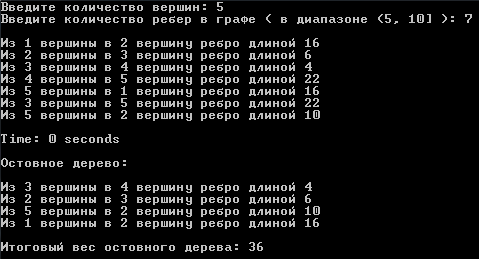 Введите количество вершин: 5
Введите количество ребер в графе ( в диапазоне (5, 10] ): 7
Из 1 вершины в 2 вершину ребро длиной 16
Из 2 вершины в 3 вершину ребро длиной 6
Из 3 вершины в 4 вершину ребро длиной 4
Из 4 вершины в 5 вершину ребро длиной 22
Из 5 вершины в 1 вершину ребро длиной 16
Из 3 вершины в 5 вершину ребро длиной 22
Из 5 вершины в 2 вершину ребро длиной 10
Time: 0 seconds
Остовное дерево:
Из 3 вершины в 4 вершину ребро длиной 4
Из 2 вершины в 3 вершину ребро длиной 6
Из 5 вершины в 2 вершину ребро длиной 10
Из 1 вершины в 2 вершину ребро длиной 16
Итоговый вес остовного дерева: 36